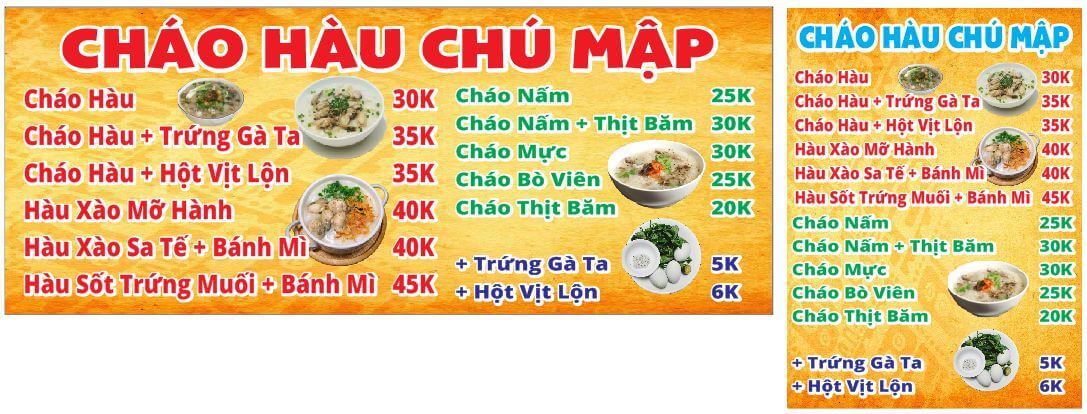 CHÁO HÀU CHÚ MẬP
Cháo Hàu 30K
Cháo Hàu + Trứng Gà Ta 35K
Cháo Hàu + Hột Vịt Lộn 35K
Hàu Xào Mỡ Hành 40K
Hàu Xào Sa Tế + Bánh Mì 40K
Hàu Sốt Trứng Muối + Bánh Mì 45K
Cháo Nấm 25K
Cháo Nấm + Thịt Băm 30K
Cháo Mực 30K
Cháo Bò Viên 25K
Cháo Thịt Băm 20K
+ Trứng Gà Ta 5K
+ Hột Vịt Lộn 6K
CHÁO HÀU CHÚ MẬP
Cháo Hàu 30K
Cháo Hàu + Trứng Gà Ta 35K
Cháo Hàu + Hột Vịt Lộn 35K
Hàu Xào Mỡ Hành 40K
Hàu Xào Sa Tế + Bánh Mì 40K
Hàu Sốt Trứng Muối + Bánh Mì 45K
Cháo Nấm 25K
Cháo Nấm + Thịt Băm 30K
Cháo Mực 30K
Cháo Bò Viên 25K
Cháo Thịt Băm 20K
+ Trứng Gà Ta 5K
+ Hột Vịt Lộn 6K